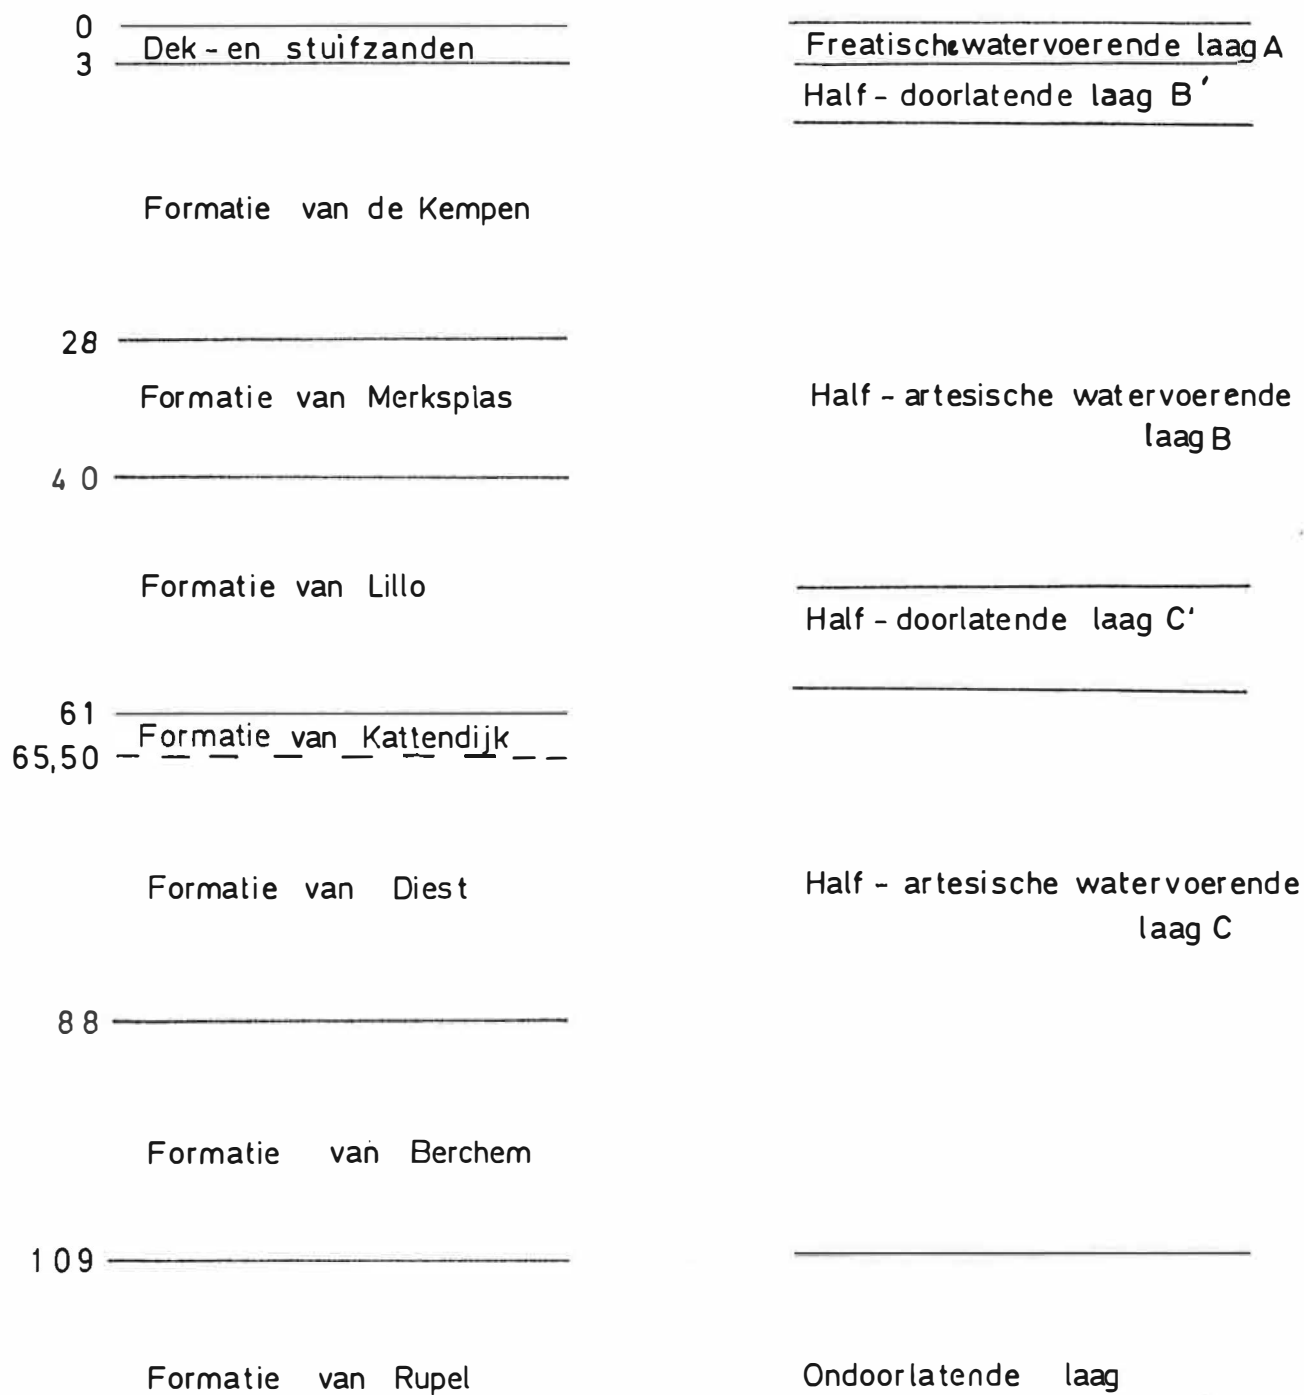 0
Dek - en stuifzanden
3
Formatie van de Kempen
28
Formatie van Merksplas
40
Formatie van Lillo
61
Formatie van Kattendijk
65,50
Formatie van Diest
88
Formatie van Berchem
109
Formatie van Rupel
Freatische watervoerende laag A
Half - doorlatende laag B'
Half - artesische watervoerende
laag B
Half - doorlatende laag C'
Half - artesische watervoerende
laag C
Ondoorlatende laag